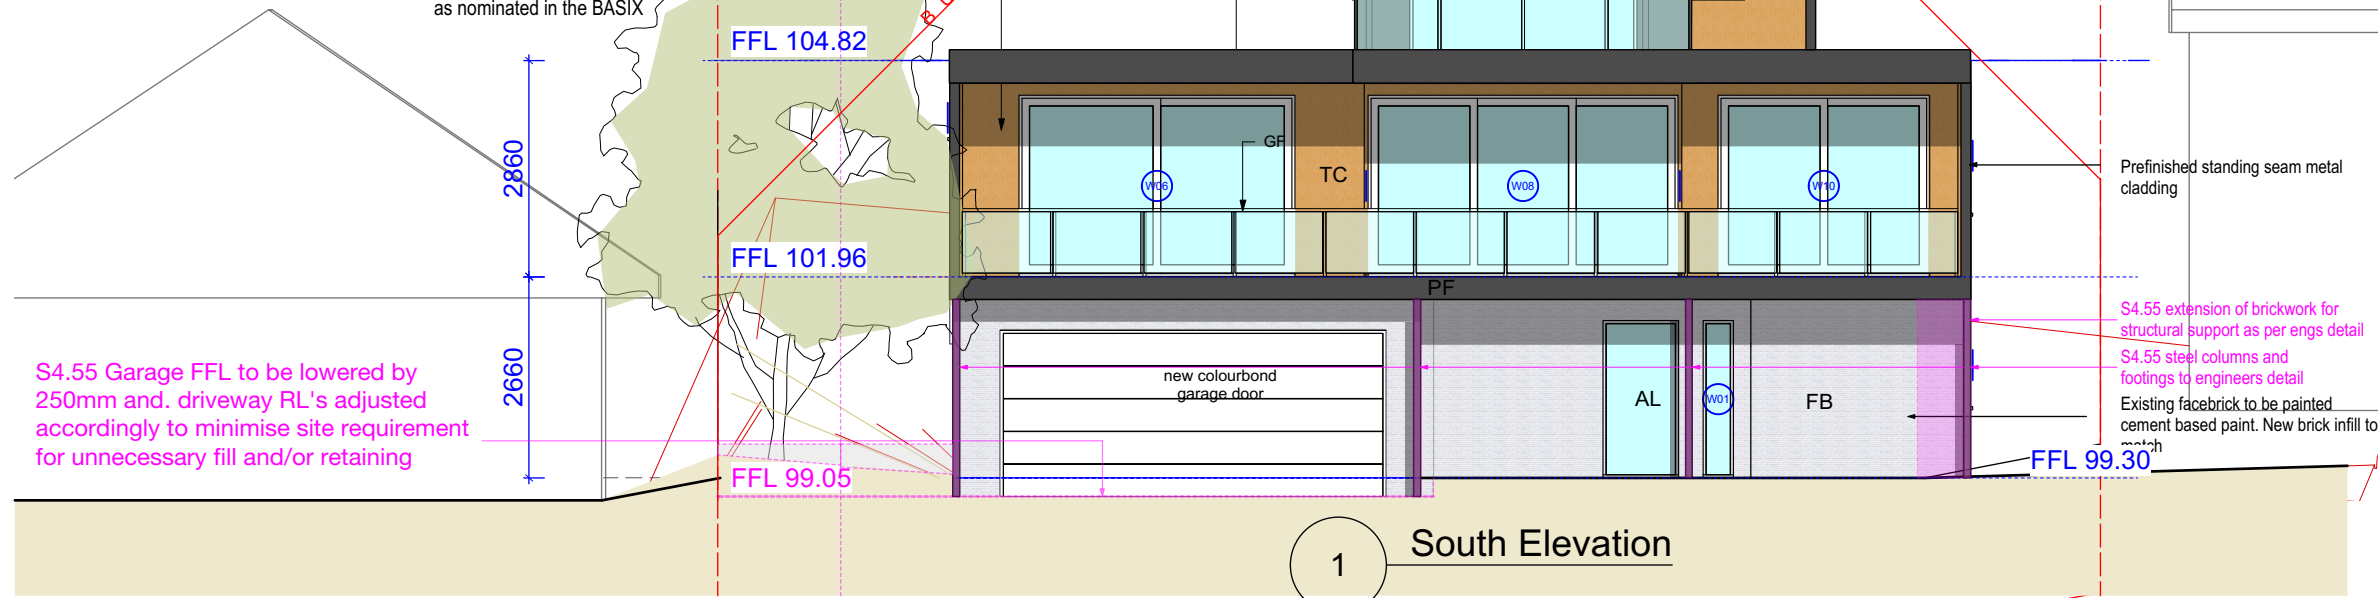 as nominated in the BASIX
B
FFL 104.82
2860
GF
TC
W06
W08
W10
Prefinished standing seam metal
cladding
FFL 101.96
PF
S4.55 extension of brickwork for
structural support as per engs detail
S4.55 steel columns and
footings to engineers detail
S4.55 Garage FFL to be lowered by
250mm and. driveway RL's adjusted
accordingly to minimise site requirement
for unnecessary fill and/or retaining
2660
new colourbond
garage door
AL
W01
FB
Existing facebrick to be painted
cement based paint. New brick infill to
FFL 99.30
FFL 99.05
1
South Elevation